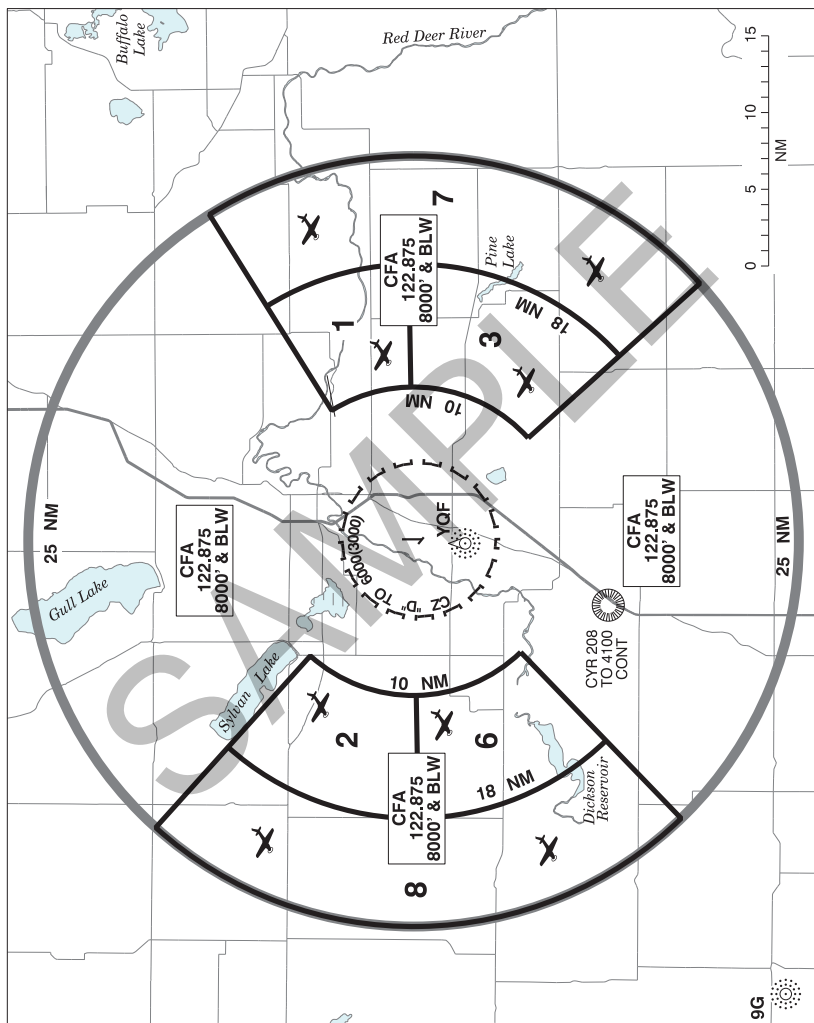 Buffalo
Lake
Red Deer River
15
10
5
0
NM
25 NM
Gull Lake
CFA
122.875
8000' & BLW
7
CFA
122.875
8000' & BLW
1
Pine
Lake
3
18 NM
10 NM
SAMPLE
6000(3000)
CZ "D" TO
YQF
Sylvan Lake
2
10 NM
6
CFA
122.875
8000' & BLW
18 NM
8
Dickson
Reservoir
CYR 208
TO 4100
CONT
CFA
122.875
8000' & BLW
25 NM
9G